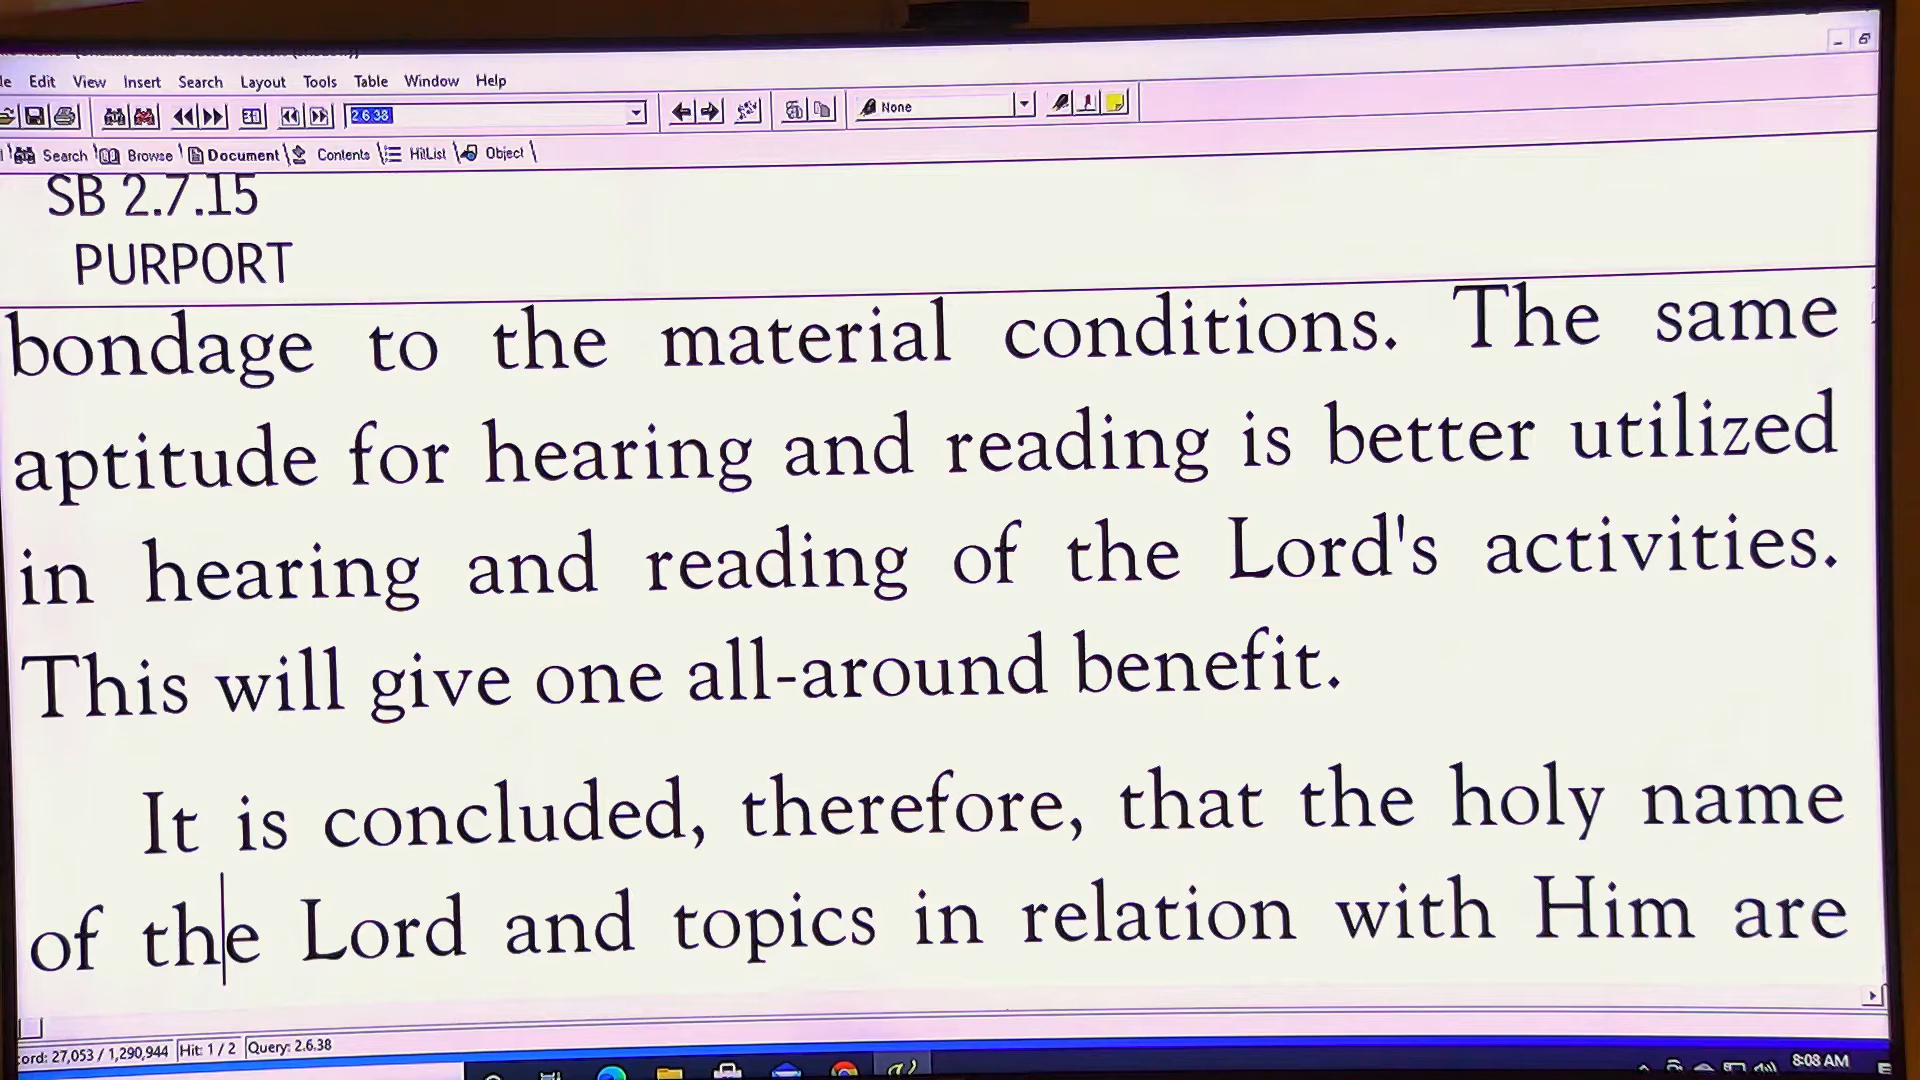 Edit View Insert Search Layout Tools Table Window Help
2.6.38
None
Search Browse Document Contents HitList Object
SB 2.7.15
PURPORT
bondage to the material conditions. The same
aptitude for hearing and reading is better utilized
in hearing and reading of the Lord's activities.
This will give one all-around benefit.
It is concluded, therefore, that the holy name
of the Lord and topics in relation with Him are
ord: 27,053 / 1,290,944 Hit: 1 / 2 Query: 2.6.38
8:08 AM